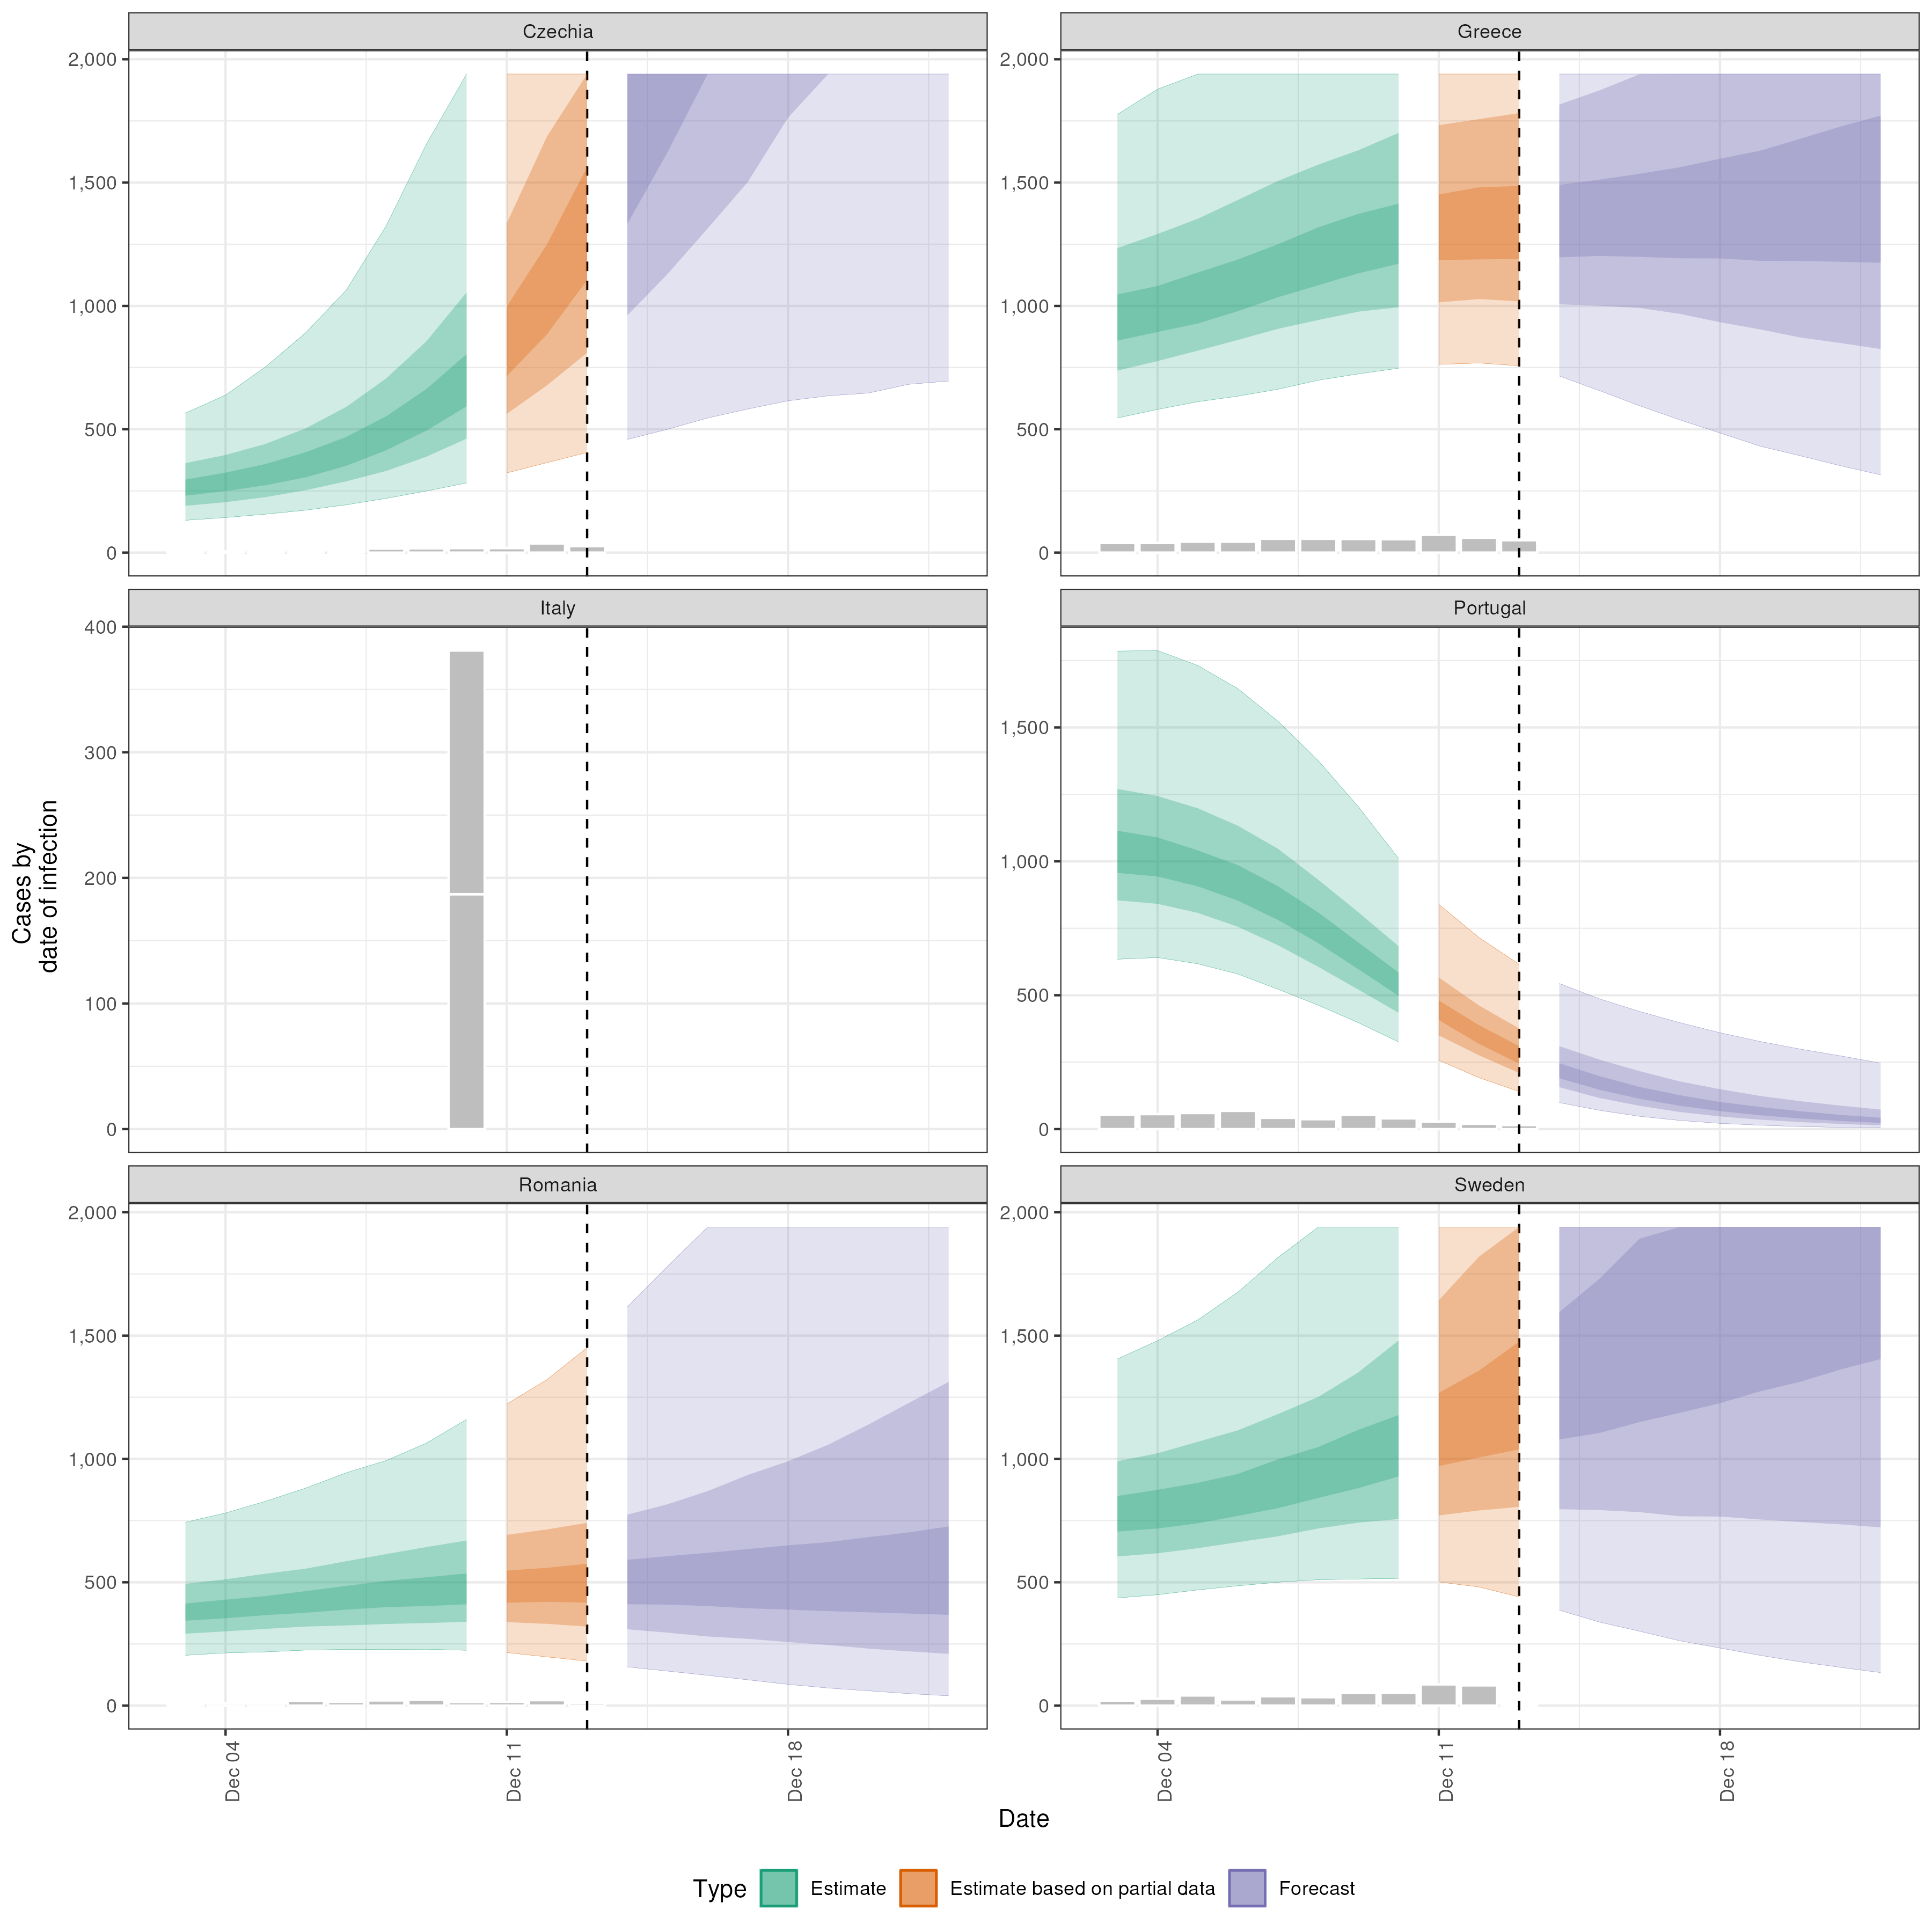 Czechia
Greece
2,000
1,500
1,000
500
0
2,000
1,500
1,000
500
0
Italy
Portugal
400
300
200
100
0
1,500
1,000
500
0
Cases by
date of infection
Romania
Sweden
2,000
1,500
1,000
500
0
2,000
1,500
1,000
500
0
Dec 04
Dec 11
Dec 18
Dec 04
Dec 11
Dec 18
Date
Type Estimate Estimate based on partial data Forecast